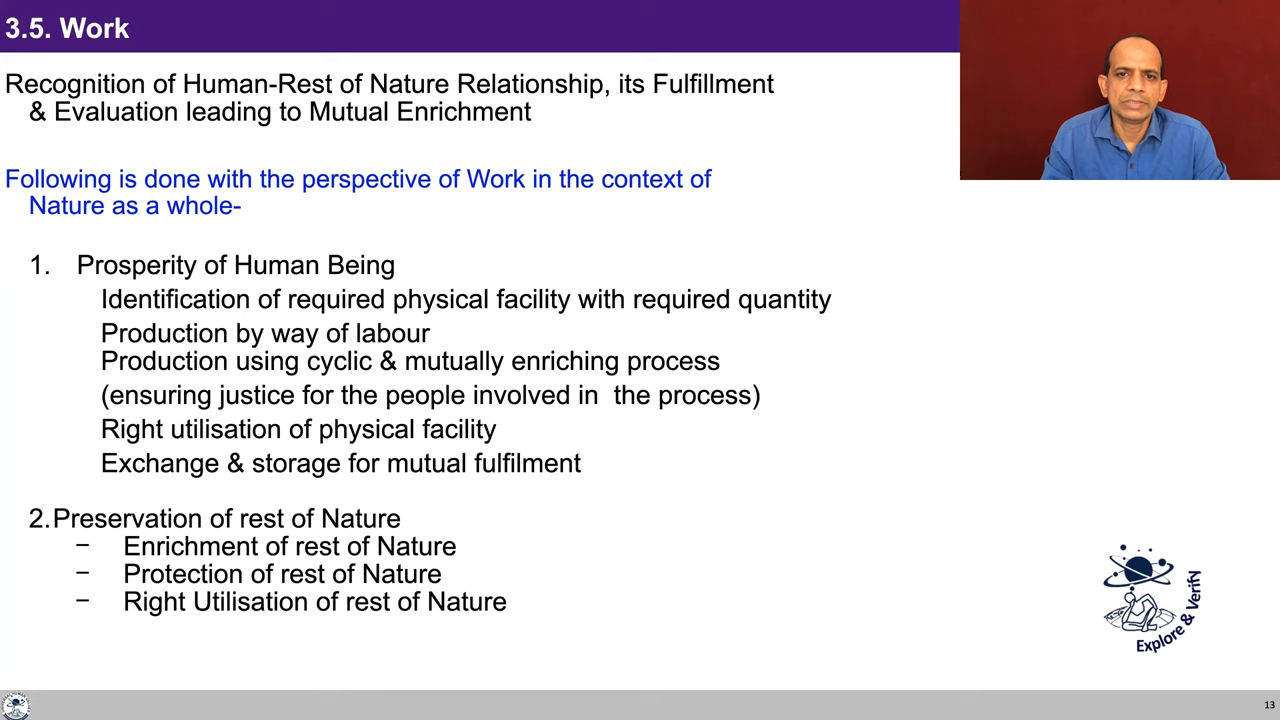 3.5. Work
Recognition of Human-Rest of Nature Relationship, its Fulfillment
& Evaluation leading to Mutual Enrichment
Following is done with the perspective of Work in the context of
Nature as a whole-
1. Prosperity of Human Being
Identification of required physical facility with required quantity
Production by way of labour
Production using cyclic & mutually enriching process
(ensuring justice for the people involved in the process)
Right utilisation of physical facility
Exchange & storage for mutual fulfilment
2. Preservation of rest of Nature
– Enrichment of rest of Nature
– Protection of rest of Nature
– Right Utilisation of rest of Nature
Explore & Verify
13